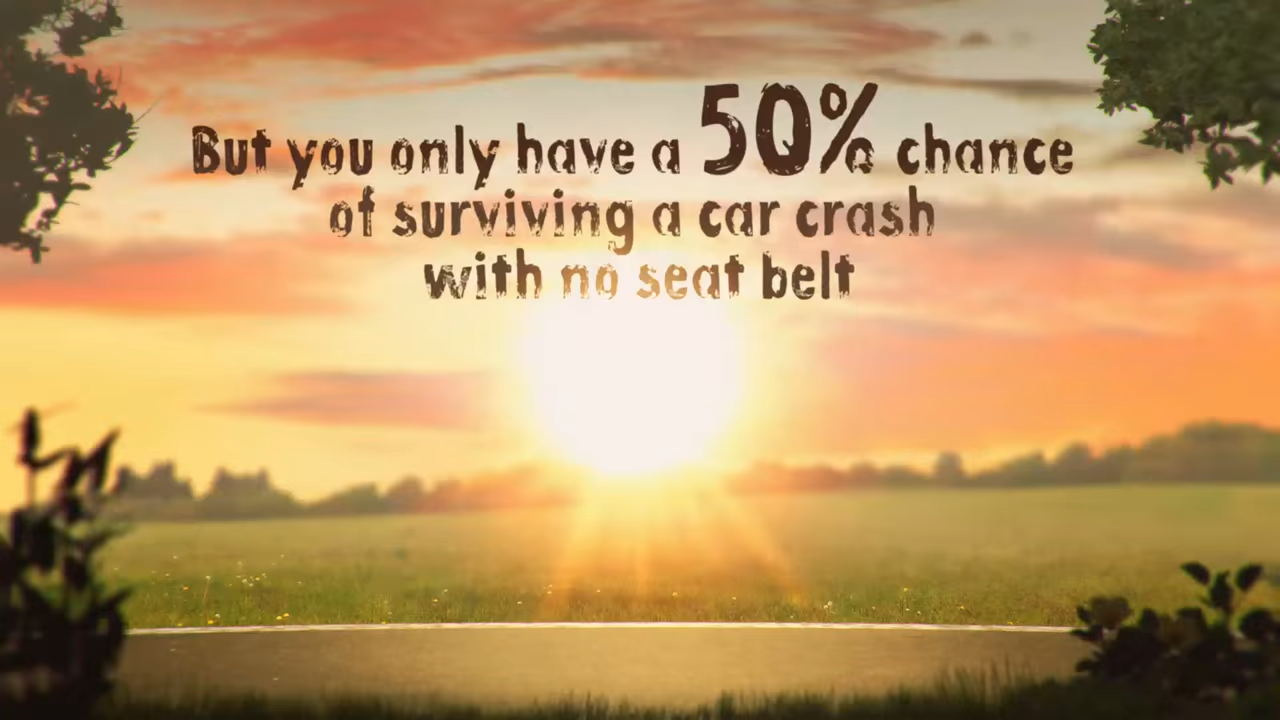 But you only have a 50% chance
of surviving a car crash
with no seat belt